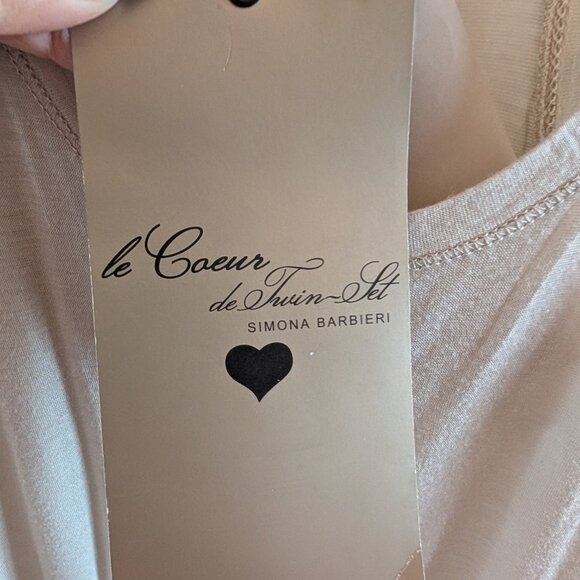 le Coeur
de Twin~Set
SIMONA BARBIERI